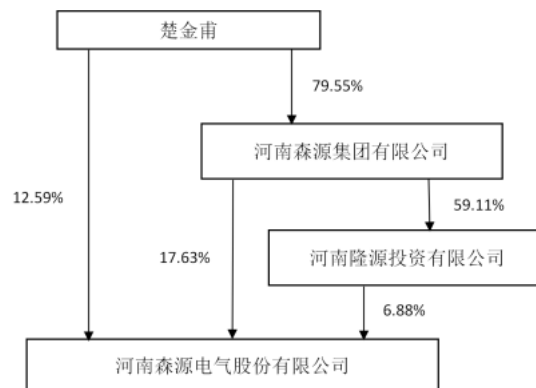 楚金甫
79.55%
河南森源集团有限公司
12.59%
59.11%
17.63%
河南隆源投资有限公司
6.88%
河南森源电气股份有限公司